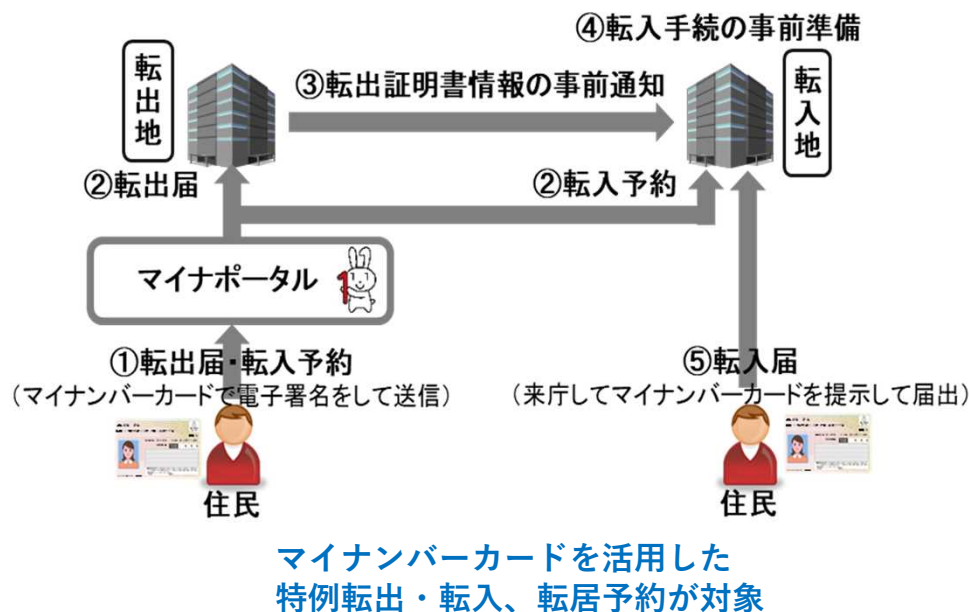 ④転入手続の事前準備
転出地
③転出証明書情報の事前通知
転入地
②転出届
②転入予約
マイナポータル
1
①転出届・転入予約
（マイナンバーカードで電子署名をして送信）
⑤転入届
（来庁してマイナンバーカードを提示して届出）
住民
住民
マイナンバーカードを活用した
特例転出・転入、転居予約が対象